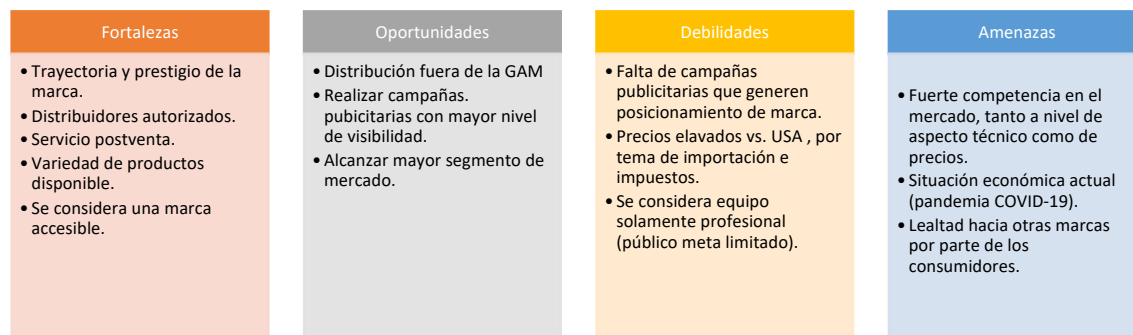 Fortalezas
• Trayectoria y prestigio de la
marca.
• Distribuidores autorizados.
• Servicio postventa.
• Variedad de productos
disponible.
• Se considera una marca
accesible.
Oportunidades
• Distribución fuera de la GAM
• Realizar campañas.
pubicitarias con mayor nivel
de visibilidad.
• Alcanzar mayor segmento de
mercado.
Debilidades
• Falta de campañas
publicitarias que generen
posicionamiento de marca.
• Precios elavados vs. USA , por
tema de importación e
impuestos.
• Se considera equipo
solamente profesional
(público meta limitado).
Amenazas
• Fuerte competencia en el
mercado, tanto a nivel de
aspecto técnico como de
precios.
• Situación económica actual
(pandemia COVID-19).
• Lealtad hacia otras marcas
por parte de los
consumidores.